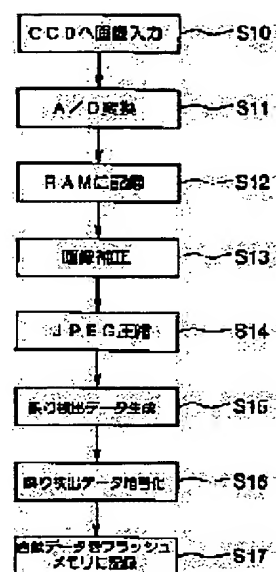 CCDへ画像入力 S10
A/D変換 S11
RAMに記録 S12
画像補正 S13
JPEG圧縮 S14
誤り検出データ生成 S15
誤り検出データ暗号化 S16
画像データをフラッシュ
メモリに記録 S17